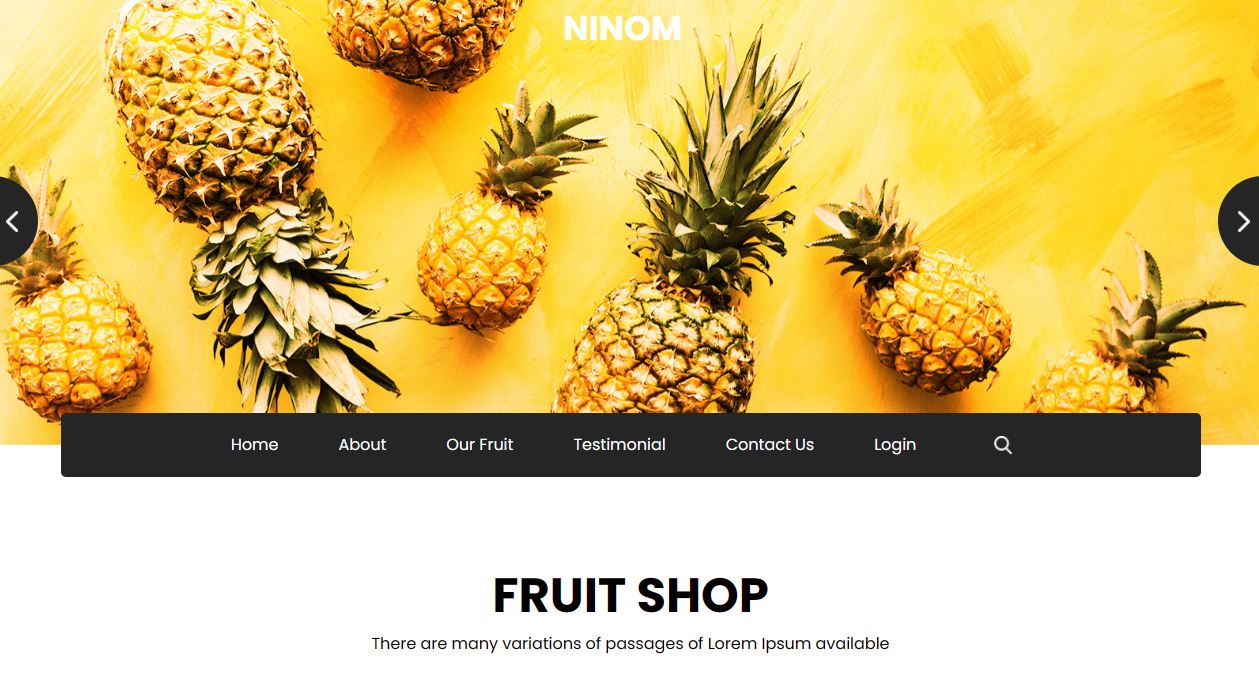 NINOM
Home About Our Fruit Testimonial Contact Us Login
FRUIT SHOP
There are many variations of passages of Lorem Ipsum available